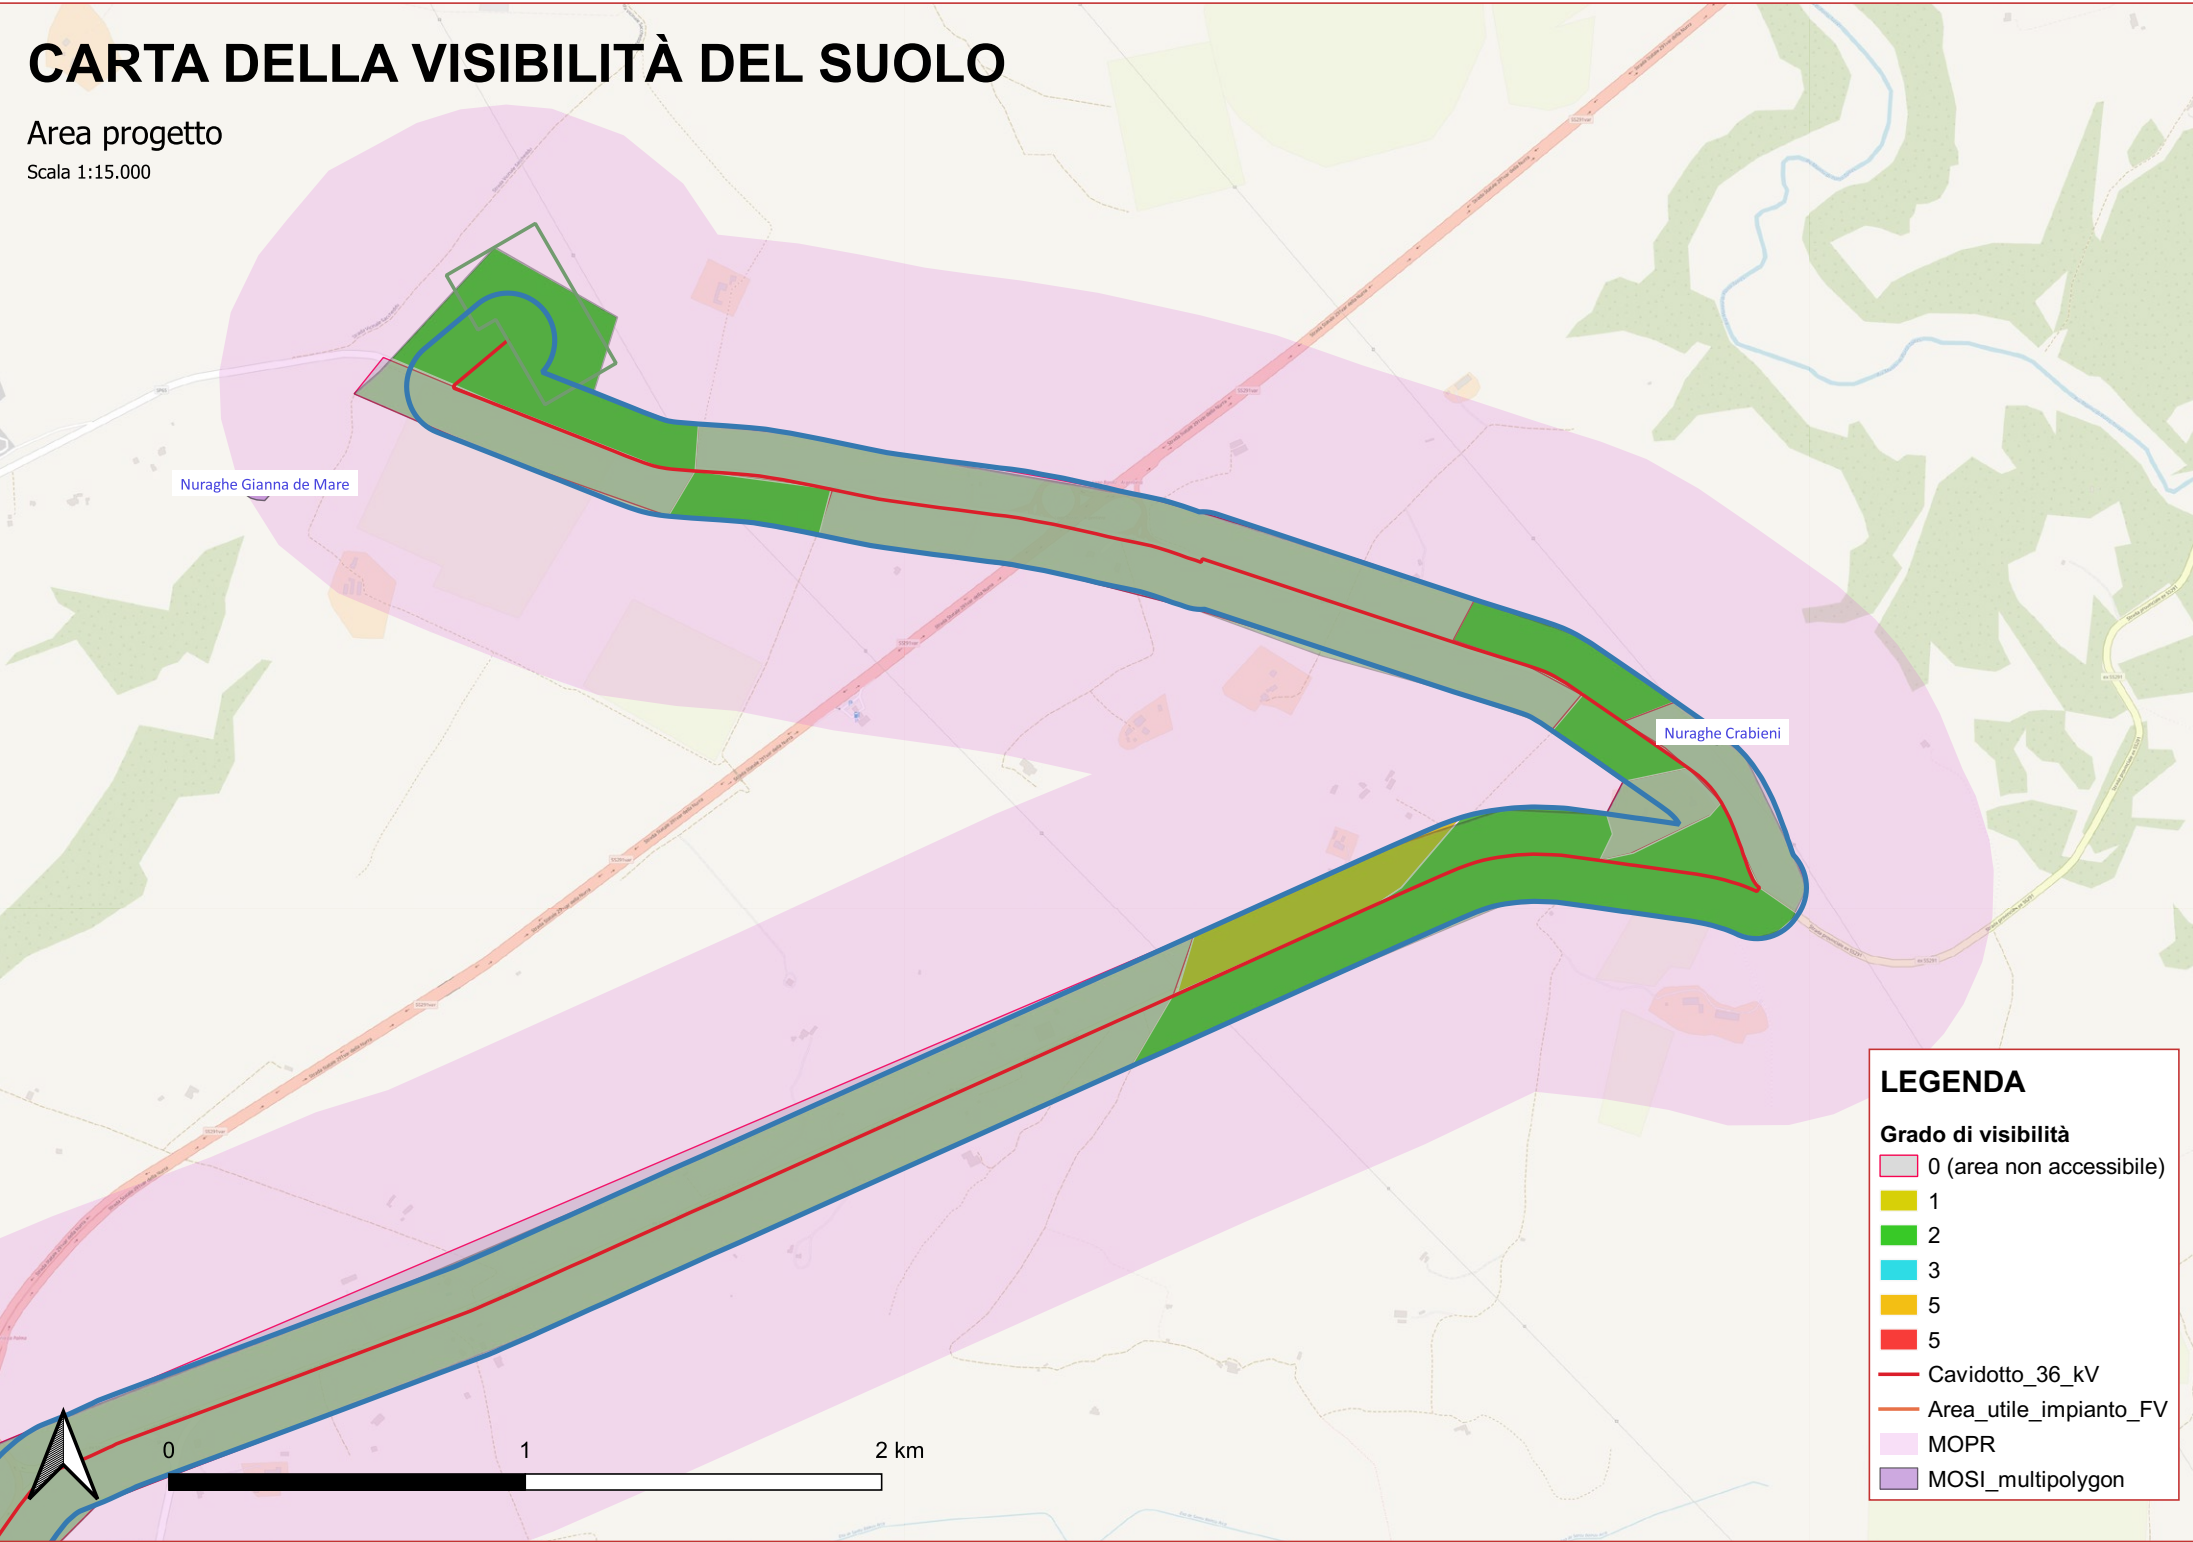 CARTA DELLA VISIBILITÀ DEL SUOLO
Area progetto
Scala 1:15.000
Nuraghe Gianna de Mare
Nuraghe Crabieni
LEGENDA
Grado di visibilità
0 (area non accessibile)
1
2
3
5
5
Cavidotto_36_kV
Area_utile_impianto_FV
MOPR
MOSI_multipolygon
0 1 2 km